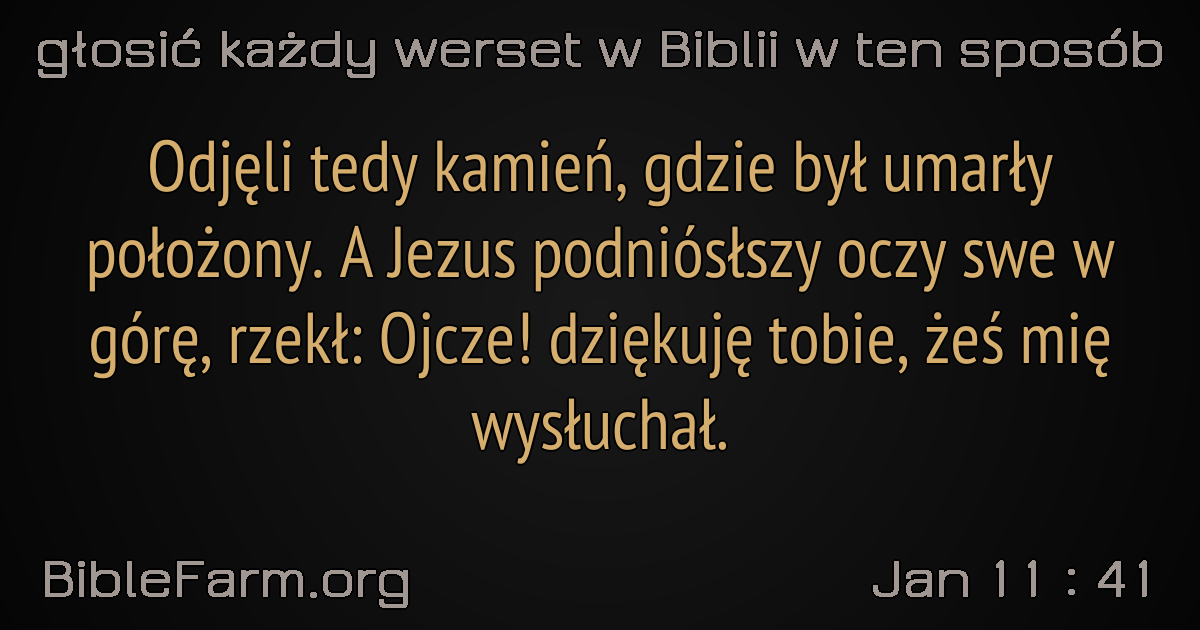 głosić każdy werset w Biblii w ten sposób
Odjęli tedy kamień, gdzie był umarły
położony. A Jezus podniósłszy oczy swe w
górę, rzekł: Ojcze! dziękuję tobie, żeś mię
wysłuchał.
BibleFarm.org
Jan 11 : 41